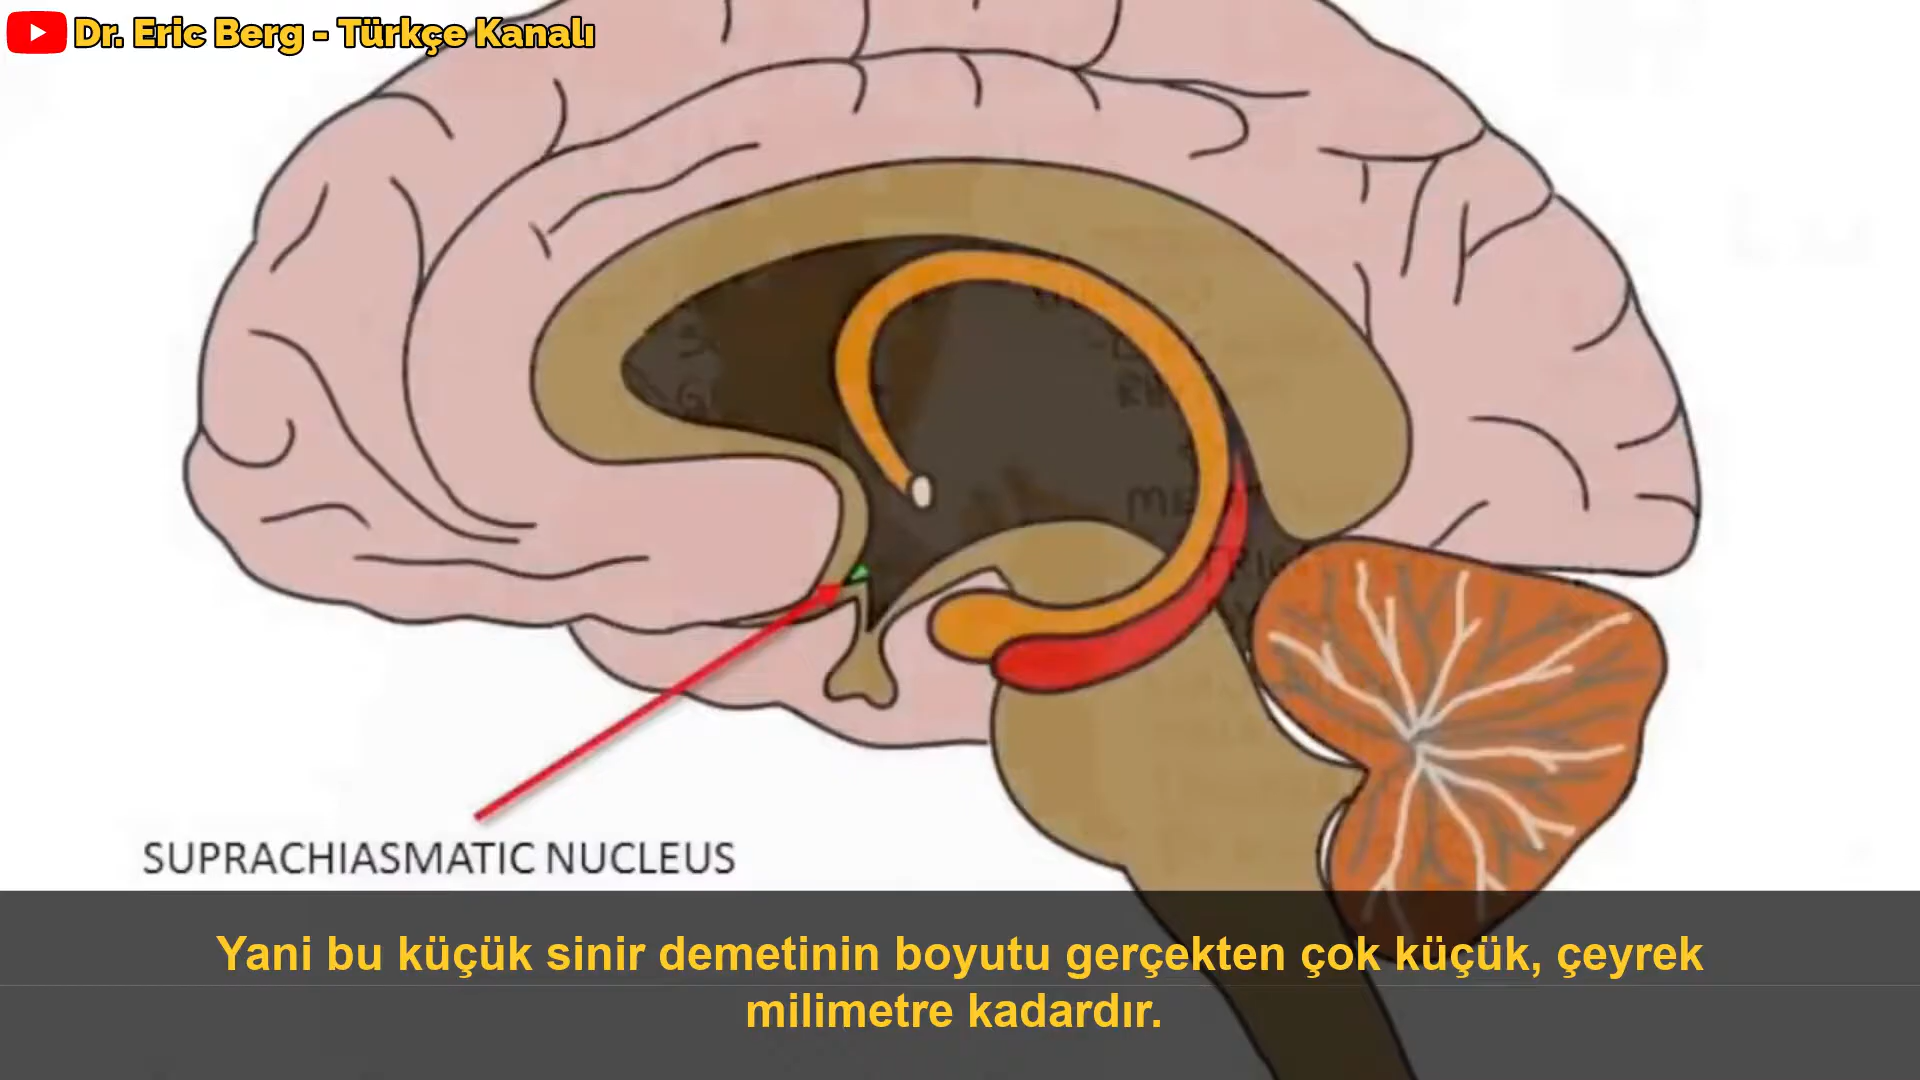 Dr. Eric Berg - Türkçe Kanalı
SUPRACHIASMATIC NUCLEUS
Yani bu küçük sinir demetinin boyutu gerçekten çok küçük, çeyrek
milimetre kadardır.